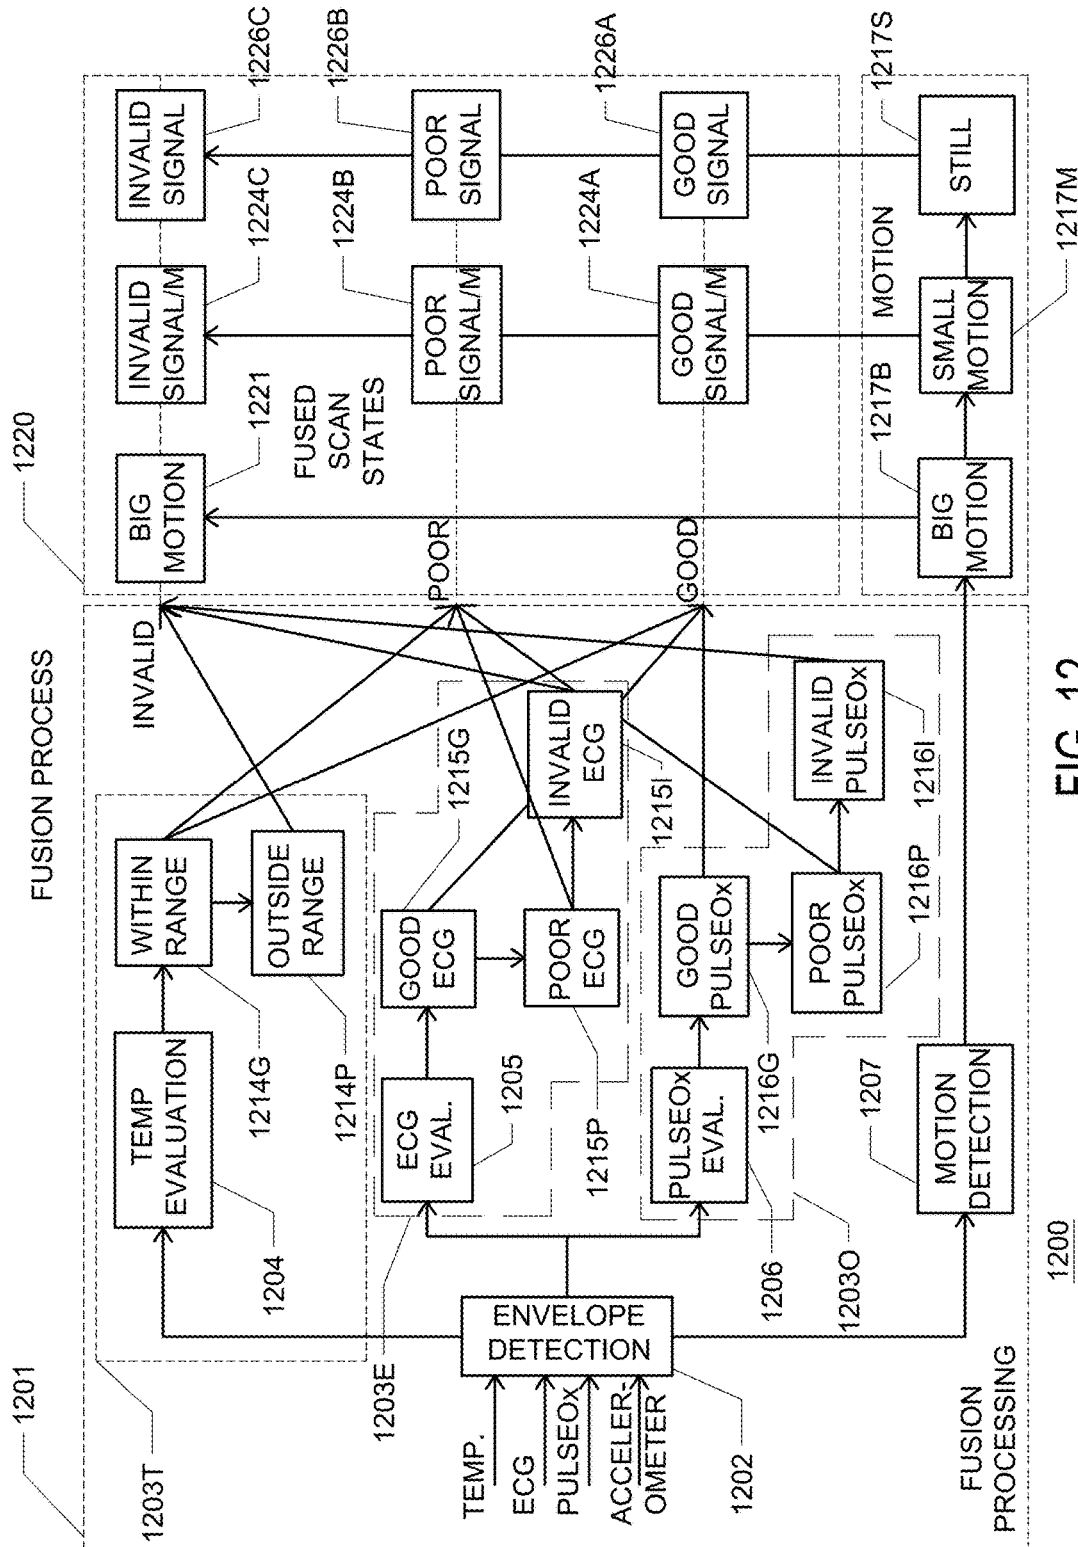 FUSION PROCESS
1201
1220
1203T
TEMP
EVALUATION
1204
WITHIN
RANGE
1214G
OUTSIDE
RANGE
1214P
INVALID
BIG
MOTION
1221
INVALID
SIGNAL/M
1224C
INVALID
SIGNAL
1226C
FUSED
SCAN
STATES
1203E
ECG
EVAL.
1205
GOOD
ECG
1215G
POOR
ECG
1215P
INVALID
ECG
1215I
POOR
POOR
SIGNAL/M
1224B
POOR
SIGNAL
1226B
TEMP.
ECG
PULSEOx
ACCELER-
OMETER
ENVELOPE
DETECTION
1202
PULSEOx
EVAL.
1206
1203O
GOOD
PULSEOx
1216G
POOR
PULSEOx
1216P
INVALID
PULSEOx
1216I
GOOD
GOOD
SIGNAL/M
1224A
GOOD
SIGNAL
1226A
MOTION
DETECTION
1207
BIG
MOTION
1217B
SMALL
MOTION
1217M
MOTION
STILL
1217S
FUSION
PROCESSING
1200
FIG. 12